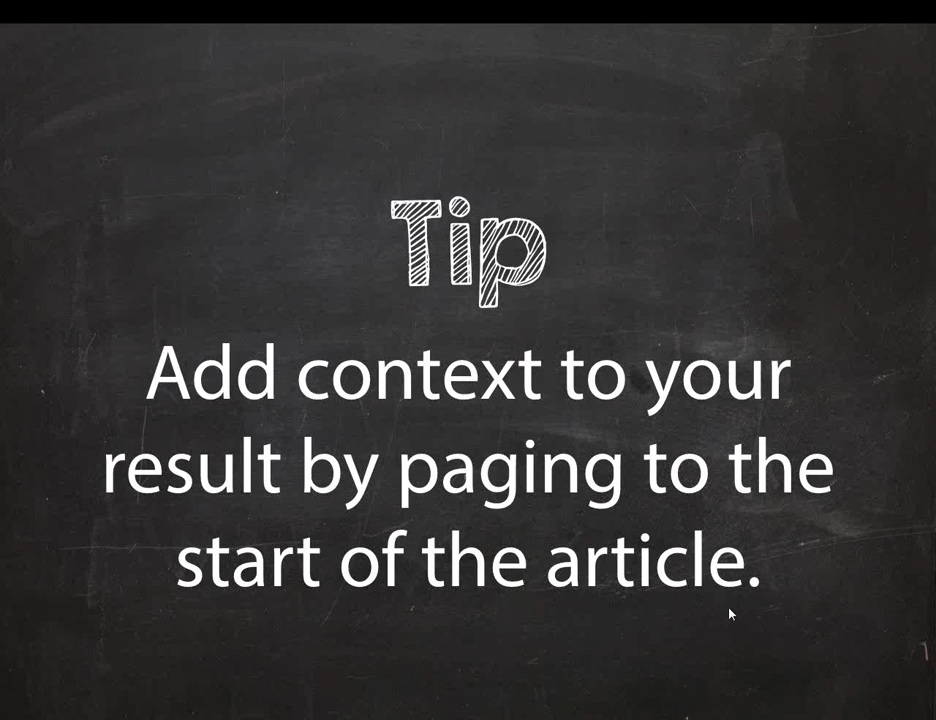 Tip
Add context to your
result by paging to the
start of the article.